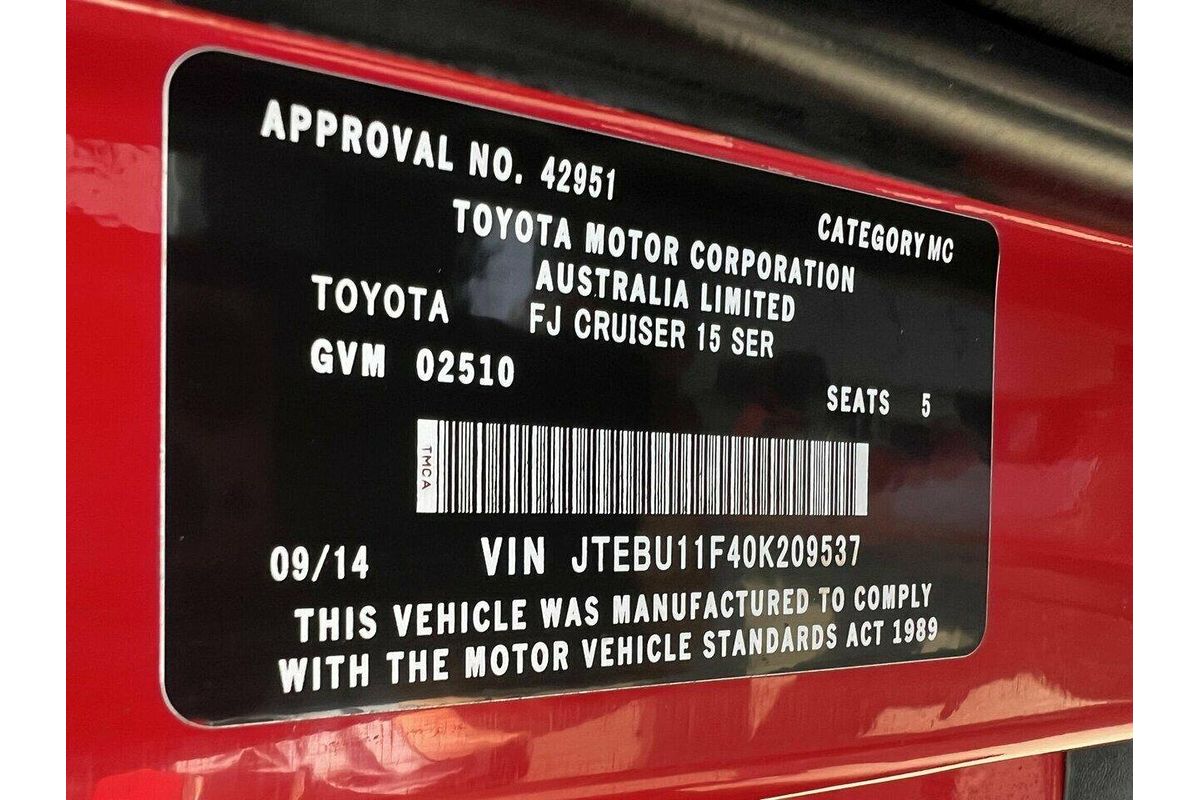 APPROVAL NO. 42951
CATEGORY MC
TOYOTA MOTOR CORPORATION
AUSTRALIA LIMITED
TOYOTA FJ CRUISER 15 SER
GVM 02510
SEATS 5
TMCA
09/14 VIN JTEBU11F40K209537
THIS VEHICLE WAS MANUFACTURED TO COMPLY
WITH THE MOTOR VEHICLE STANDARDS ACT 1989